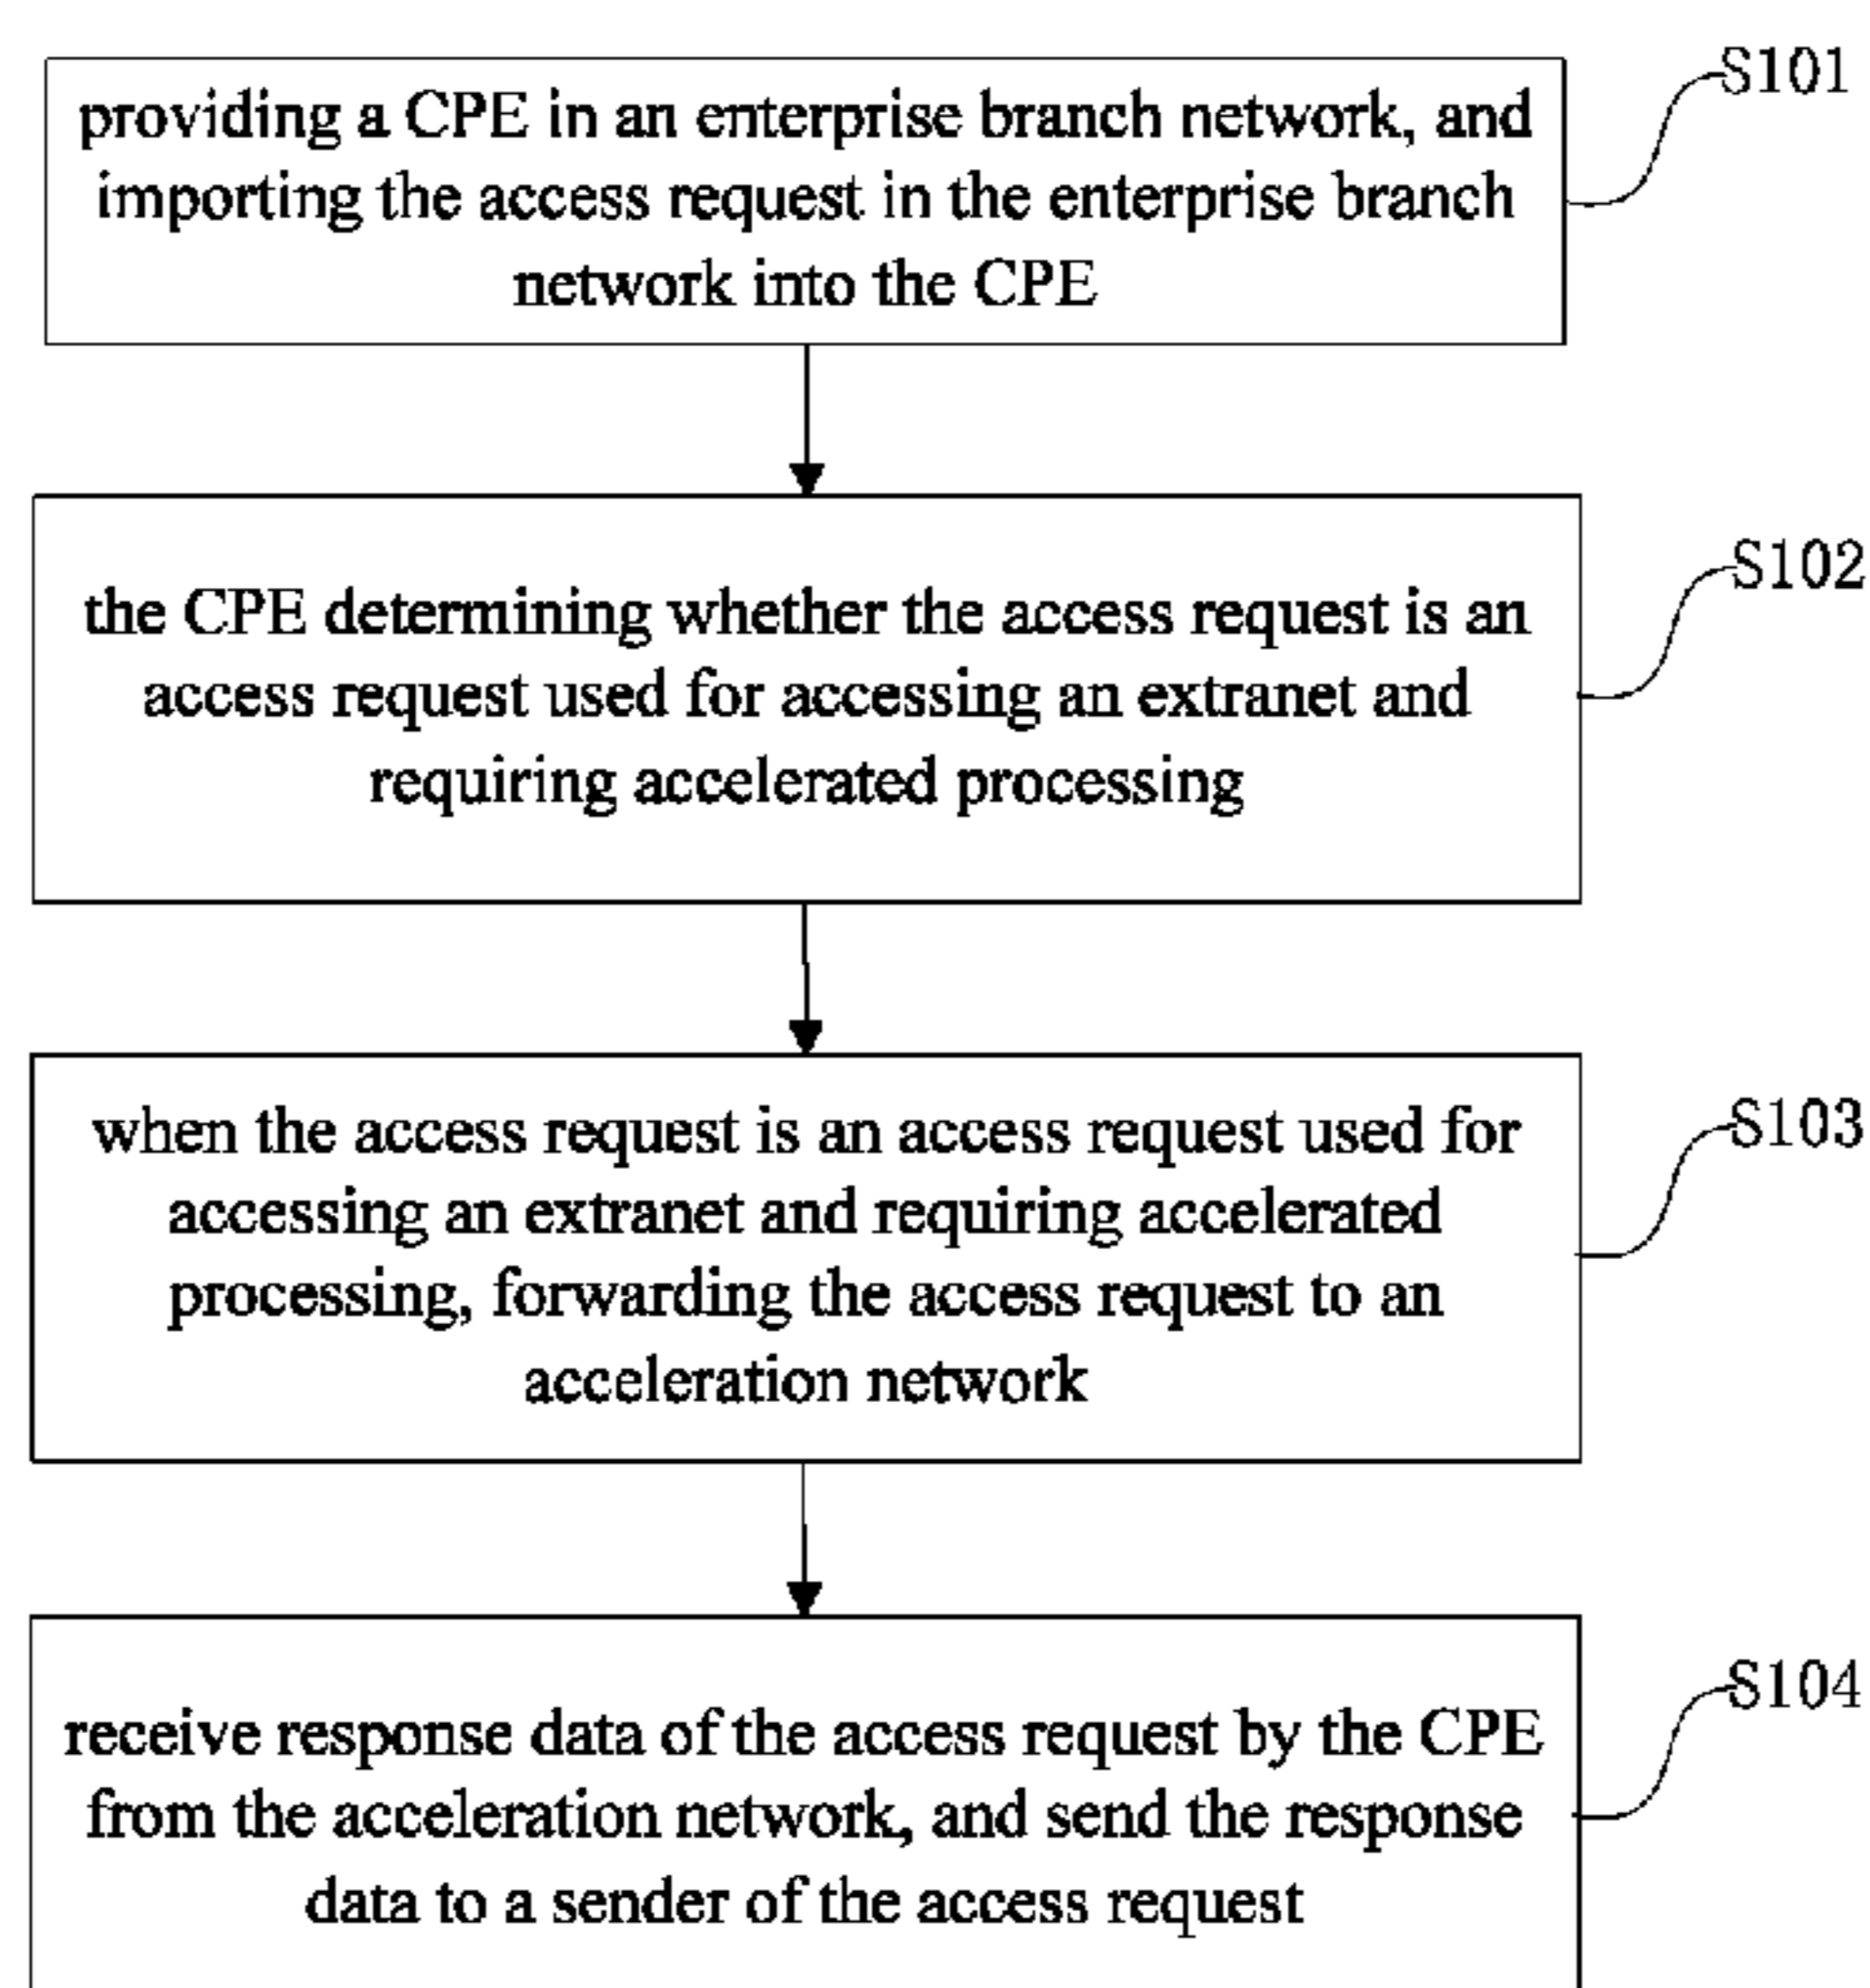 S101
providing a CPE in an enterprise branch network, and
importing the access request in the enterprise branch
network into the CPE
S102
the CPE determining whether the access request is an
access request used for accessing an extranet and
requiring accelerated processing
S103
when the access request is an access request used for
accessing an extranet and requiring accelerated
processing, forwarding the access request to an
acceleration network
S104
receive response data of the access request by the CPE
from the acceleration network, and send the response
data to a sender of the access request